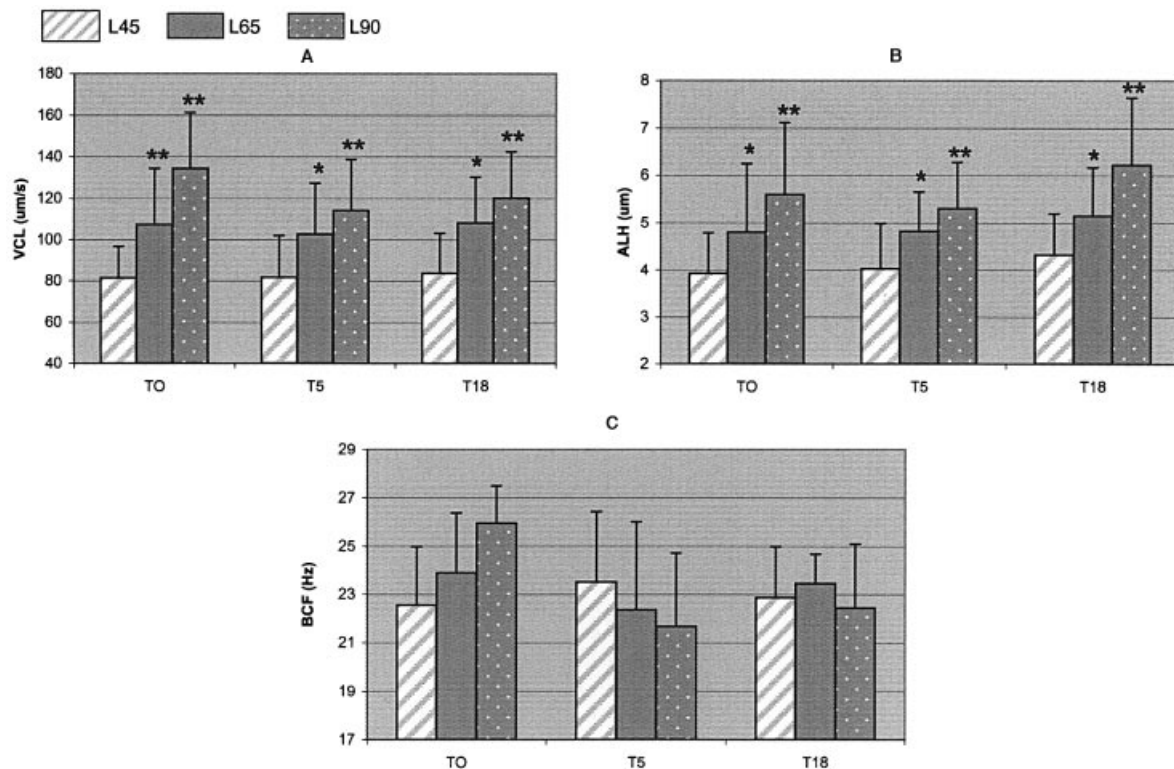 L45 L65 L90
A
VCL (um/s)
180
160
140
120
100
80
60
40
** ** * ** * **
TO T5 T18
B
ALH (um)
8
7
6
5
4
3
2
* ** * ** * **
TO T5 T18
C
BCF (Hz)
29
27
25
23
21
19
17
TO T5 T18